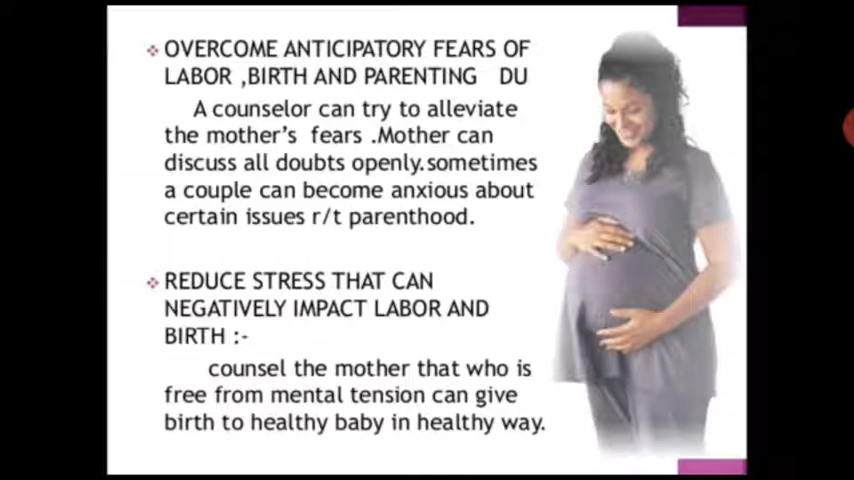 OVERCOME ANTICIPATORY FEARS OF
LABOR ,BIRTH AND PARENTING DU
A counselor can try to alleviate
the mother's fears .Mother can
discuss all doubts openly.sometimes
a couple can become anxious about
certain issues r/t parenthood.
REDUCE STRESS THAT CAN
NEGATIVELY IMPACT LABOR AND
BIRTH :-
counsel the mother that who is
free from mental tension can give
birth to healthy baby in healthy way.